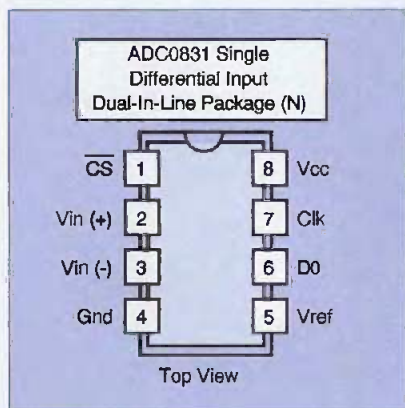 ADC0831 Single
Differential Input
Dual-In-Line Package (N)
CS 1 8 Vcc
Vin (+) 2 7 Clk
Vin (-) 3 6 D0
Gnd 4 5 Vref
Top View